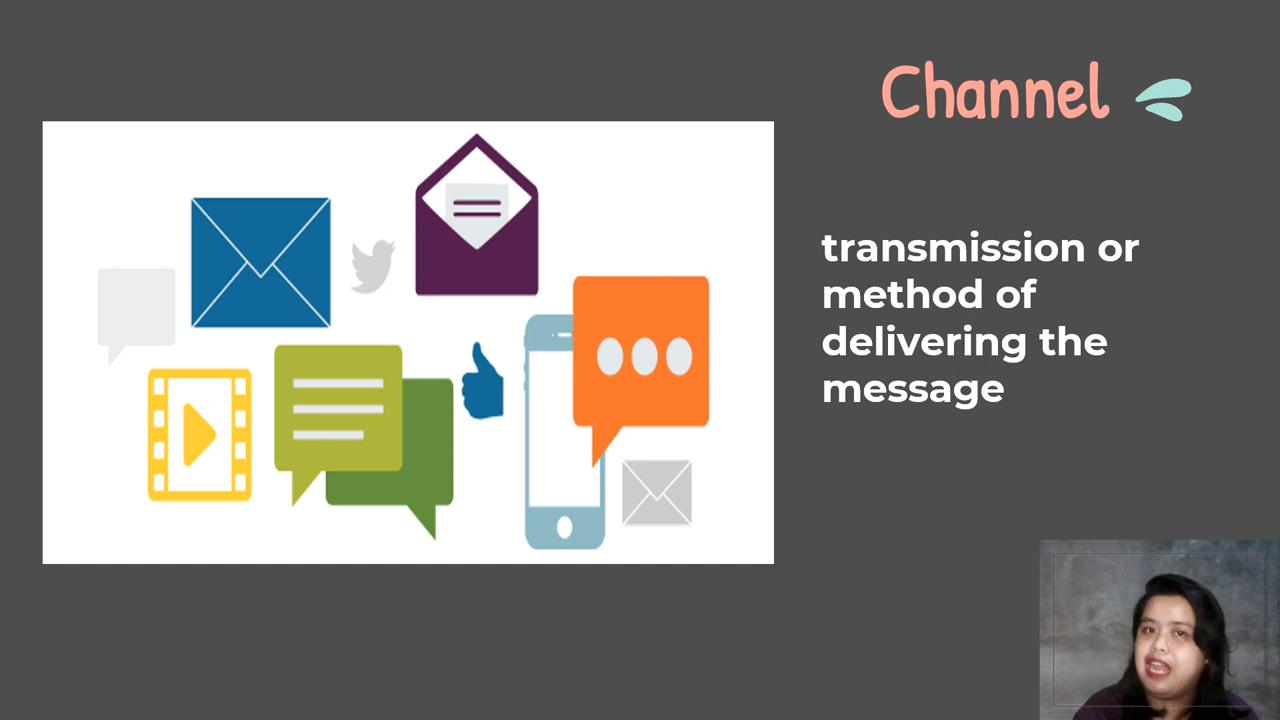 Channel
transmission or
method of
delivering the
message